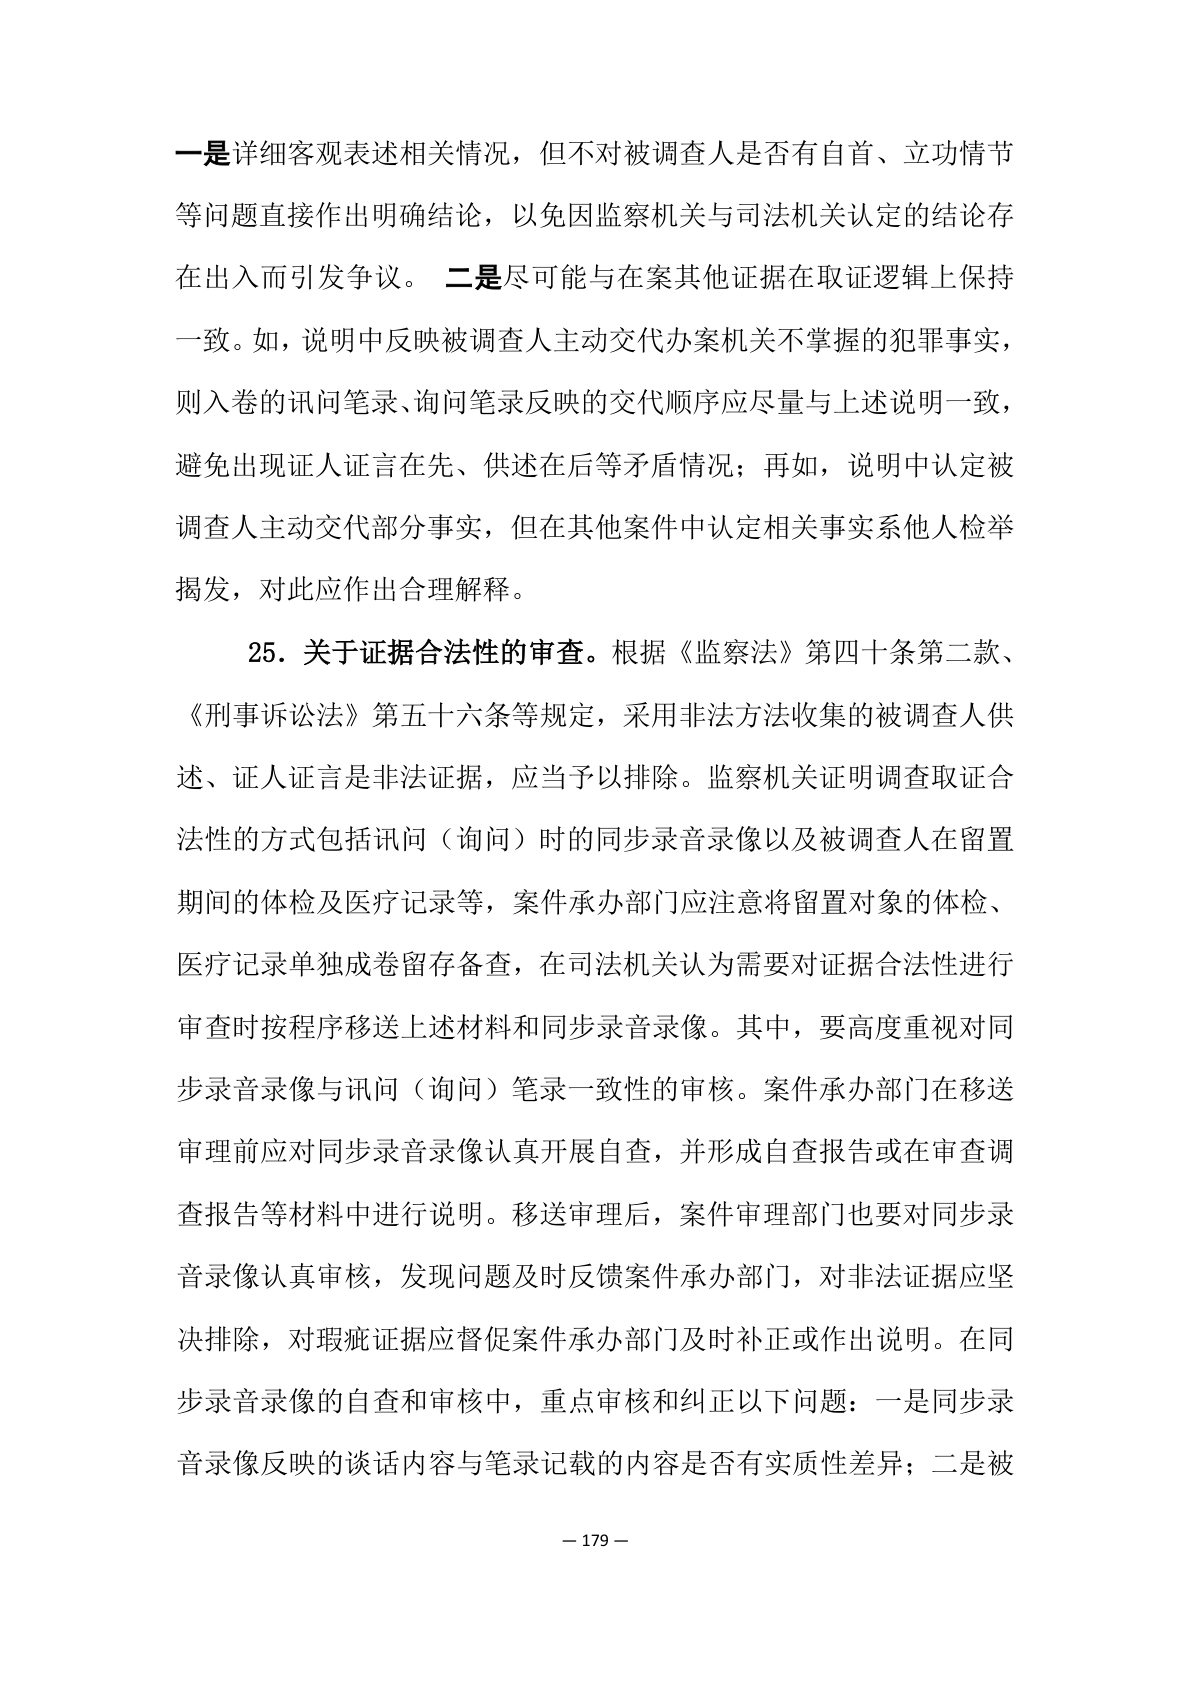 一是详细客观表述相关情况，但不对被调查人是否有自首、立功情节
等问题直接作出明确结论，以免因监察机关与司法机关认定的结论存
在出入而引发争议。 二是尽可能与在案其他证据在取证逻辑上保持
一致。如，说明中反映被调查人主动交代办案机关不掌握的犯罪事实，
则入卷的讯问笔录、询问笔录反映的交代顺序应尽量与上述说明一致，
避免出现证人证言在先、供述在后等矛盾情况；再如，说明中认定被
调查人主动交代部分事实，但在其他案件中认定相关事实系他人检举
揭发，对此应作出合理解释。
25．关于证据合法性的审查。根据《监察法》第四十条第二款、
《刑事诉讼法》第五十六条等规定，采用非法方法收集的被调查人供
述、证人证言是非法证据，应当予以排除。监察机关证明调查取证合
法性的方式包括讯问（询问）时的同步录音录像以及被调查人在留置
期间的体检及医疗记录等，案件承办部门应注意将留置对象的体检、
医疗记录单独成卷留存备查，在司法机关认为需要对证据合法性进行
审查时按程序移送上述材料和同步录音录像。其中，要高度重视对同
步录音录像与讯问（询问）笔录一致性的审核。案件承办部门在移送
审理前应对同步录音录像认真开展自查，并形成自查报告或在审查调
查报告等材料中进行说明。移送审理后，案件审理部门也要对同步录
音录像认真审核，发现问题及时反馈案件承办部门，对非法证据应坚
决排除，对瑕疵证据应督促案件承办部门及时补正或作出说明。在同
步录音录像的自查和审核中，重点审核和纠正以下问题：一是同步录
音录像反映的谈话内容与笔录记载的内容是否有实质性差异；二是被
— 179 —